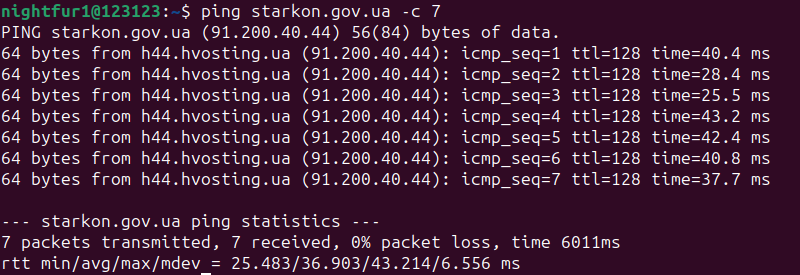 nightfur1@123123:~$ ping starkon.gov.ua -c 7
PING starkon.gov.ua (91.200.40.44) 56(84) bytes of data.
64 bytes from h44.hvosting.ua (91.200.40.44): icmp_seq=1 ttl=128 time=40.4 ms
64 bytes from h44.hvosting.ua (91.200.40.44): icmp_seq=2 ttl=128 time=28.4 ms
64 bytes from h44.hvosting.ua (91.200.40.44): icmp_seq=3 ttl=128 time=25.5 ms
64 bytes from h44.hvosting.ua (91.200.40.44): icmp_seq=4 ttl=128 time=43.2 ms
64 bytes from h44.hvosting.ua (91.200.40.44): icmp_seq=5 ttl=128 time=42.4 ms
64 bytes from h44.hvosting.ua (91.200.40.44): icmp_seq=6 ttl=128 time=40.8 ms
64 bytes from h44.hvosting.ua (91.200.40.44): icmp_seq=7 ttl=128 time=37.7 ms
--- starkon.gov.ua ping statistics ---
7 packets transmitted, 7 received, 0% packet loss, time 6011ms
rtt min/avg/max/mdev = 25.483/36.903/43.214/6.556 ms